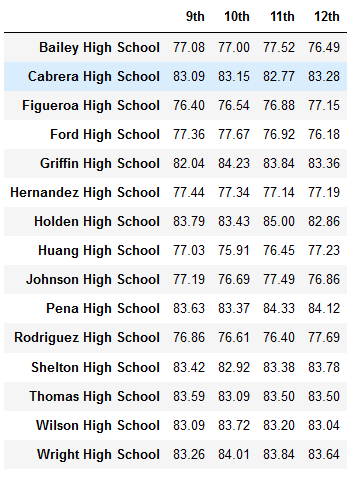 9th 10th 11th 12th
Bailey High School 77.08 77.00 77.52 76.49
Cabrera High School 83.09 83.15 82.77 83.28
Figueroa High School 76.40 76.54 76.88 77.15
Ford High School 77.36 77.67 76.92 76.18
Griffin High School 82.04 84.23 83.84 83.36
Hernandez High School 77.44 77.34 77.14 77.19
Holden High School 83.79 83.43 85.00 82.86
Huang High School 77.03 75.91 76.45 77.23
Johnson High School 77.19 76.69 77.49 76.86
Pena High School 83.63 83.37 84.33 84.12
Rodriguez High School 76.86 76.61 76.40 77.69
Shelton High School 83.42 82.92 83.38 83.78
Thomas High School 83.59 83.09 83.50 83.50
Wilson High School 83.09 83.72 83.20 83.04
Wright High School 83.26 84.01 83.84 83.64